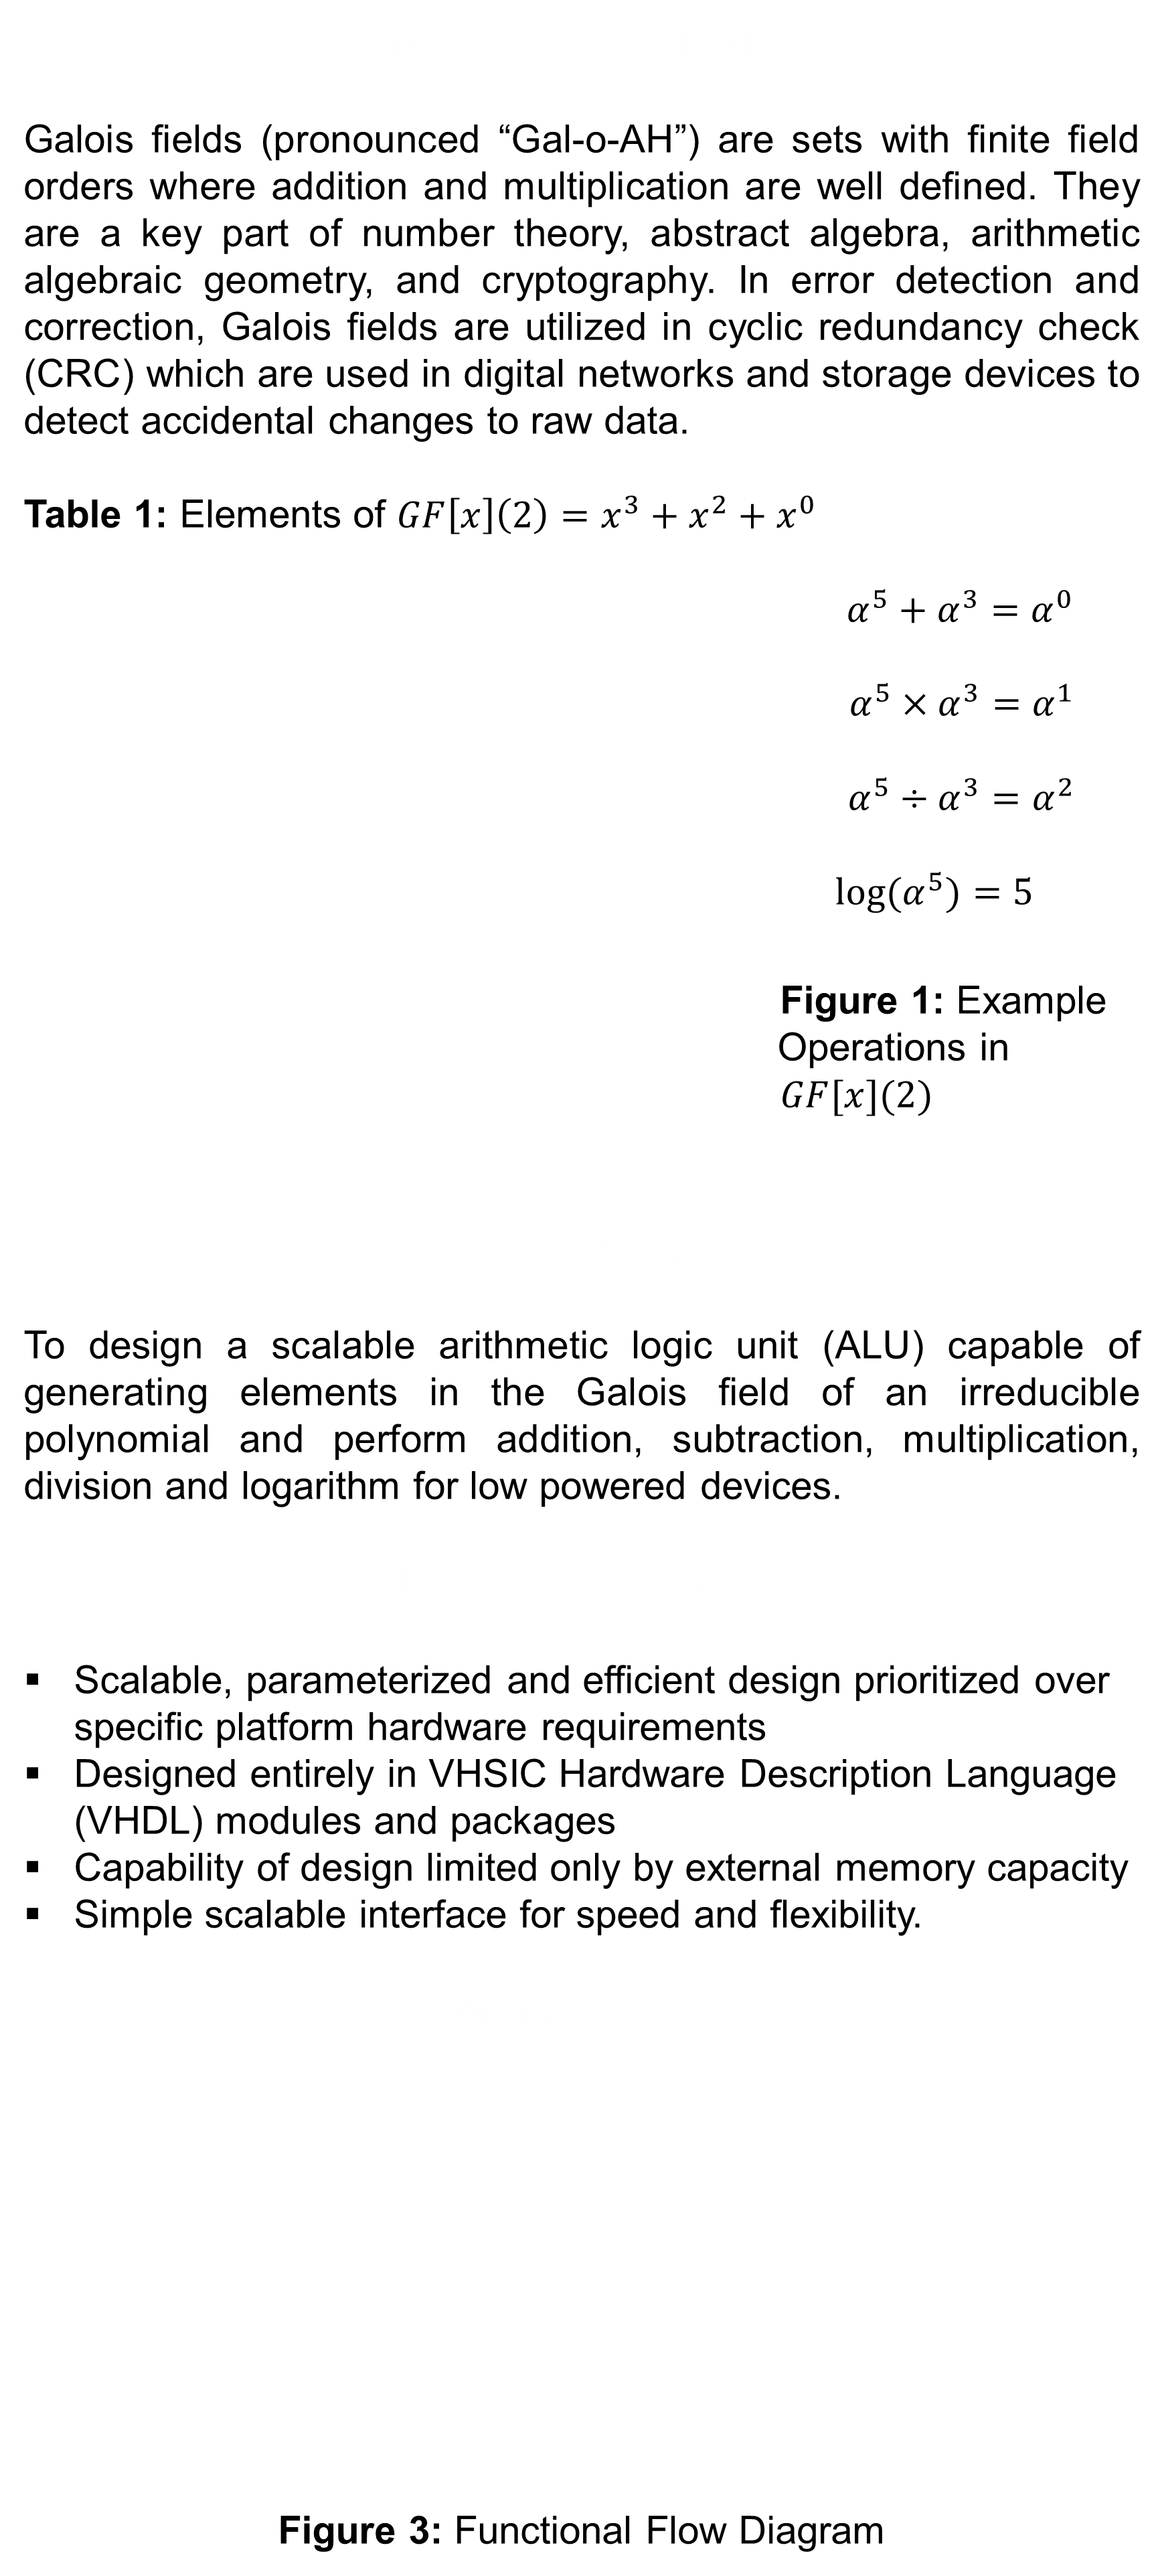 Galois fields (pronounced “Gal-o-AH”) are sets with finite field
orders where addition and multiplication are well defined. They
are a key part of number theory, abstract algebra, arithmetic
algebraic geometry, and cryptography. In error detection and
correction, Galois fields are utilized in cyclic redundancy check
(CRC) which are used in digital networks and storage devices to
detect accidental changes to raw data.
Table 1: Elements of 𝐺𝐹[𝑥](2) = 𝑥³ + 𝑥² + 𝑥⁰
𝛼⁵ + 𝛼³ = 𝛼⁰
𝛼⁵ × 𝛼³ = 𝛼¹
𝛼⁵ ÷ 𝛼³ = 𝛼²
log(𝛼⁵) = 5
Figure 1: Example
Operations in
𝐺𝐹[𝑥](2)
To design a scalable arithmetic logic unit (ALU) capable of
generating elements in the Galois field of an irreducible
polynomial and perform addition, subtraction, multiplication,
division and logarithm for low powered devices.
▪ Scalable, parameterized and efficient design prioritized over
specific platform hardware requirements
▪ Designed entirely in VHSIC Hardware Description Language
(VHDL) modules and packages
▪ Capability of design limited only by external memory capacity
▪ Simple scalable interface for speed and flexibility.
Figure 3: Functional Flow Diagram